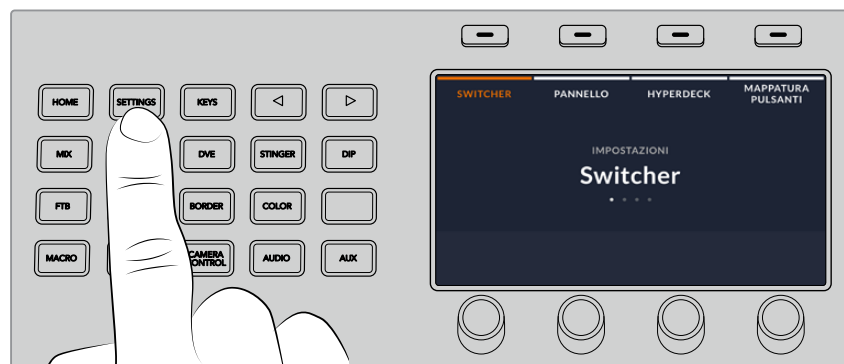 HOME
SETTINGS
KEYS
MIX
DVE
STINGER
DIP
FTB
BORDER
COLOR
MACRO
CAMERA
CONTROL
AUDIO
AUX
SWITCHER
PANNELLO
HYPERDECK
MAPPATURA
PULSANTI
IMPOSTAZIONI
Switcher